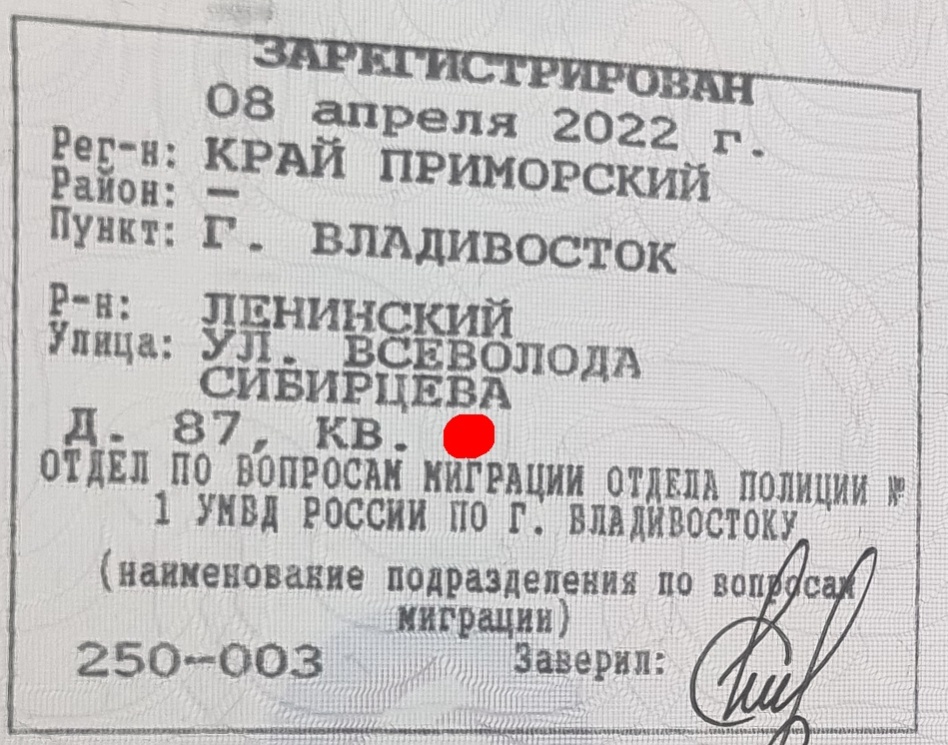 ЗАРЕГИСТРИРОВАН
08 апреля 2022 г.
Рег-н: КРАЙ ПРИМОРСКИЙ
Район: —
Пункт: Г. ВЛАДИВОСТОК
Р-н: ЛЕНИНСКИЙ
Улица: УЛ. ВСЕВОЛОДА
СИБИРЦЕВА
Д. 87, КВ.
ОТДЕЛ ПО ВОПРОСАМ МИГРАЦИИ ОТДЕЛА ПОЛИЦИИ №
1 УМВД РОССИИ ПО Г. ВЛАДИВОСТОКУ
(наименование подразделения по вопросам
миграции)
250-003 Заверил: